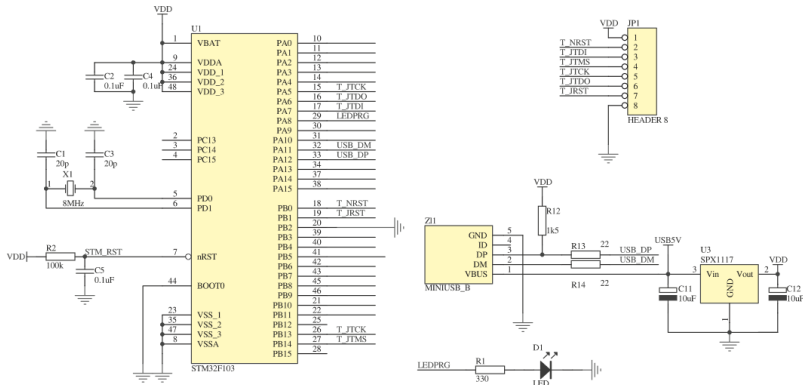 VDD
U1
1 VBAT PA0 10
PA1 11
9 VDDA PA2 12
24 VDD_1 PA3 13
36 VDD_2 PA4 14
48 VDD_3 PA5 15 T_JTCK
PA6 16 T_JTDO
PA7 17 T_JTDI
PA8 29 LEDPRG
PA9 30
2 PC13 PA10 31
3 PC14 PA11 32 USB_DM
4 PC15 PA12 33 USB_DP
PA13 34
PA14 37
PA15 38
5 PD0 PB0 18 T_NRST
6 PD1 PB1 19 T_JRST
PB2 20
PB3 39
PB4 40
7 nRST PB5 41
PB6 42
PB7 43
44 BOOT0 PB8 45
PB9 46
PB10 21
23 VSS_1 PB11 22
35 VSS_2 PB12 25
47 VSS_3 PB13 26 T_JTCK
8 VSSA PB14 27 T_JTMS
PB15 28
STM32F103
C2
0.1uF
C4
0.1uF
C1
20p
C3
20p
X1
1 2
8MHz
VDD
R2
100k
STM_RST
C5
0.1uF
JP1
VDD
1
T_NRST 2
T_JTDI 3
T_JTMS 4
T_JTCK 5
T_JTDO 6
T_JRST 7
8
HEADER 8
VDD
R12
1k5
ZI1
GND 5
ID 4
DP 3
DM 2
VBUS 1
MINIUSB_B
R13 22 USB_DP
USB_DM
R14 22
USB5V
U3
SPX1117
3 Vin Vout 2
GND
1
VDD
C11
10uF
C12
10uF
LEDPRG
R1
330
D1
LED